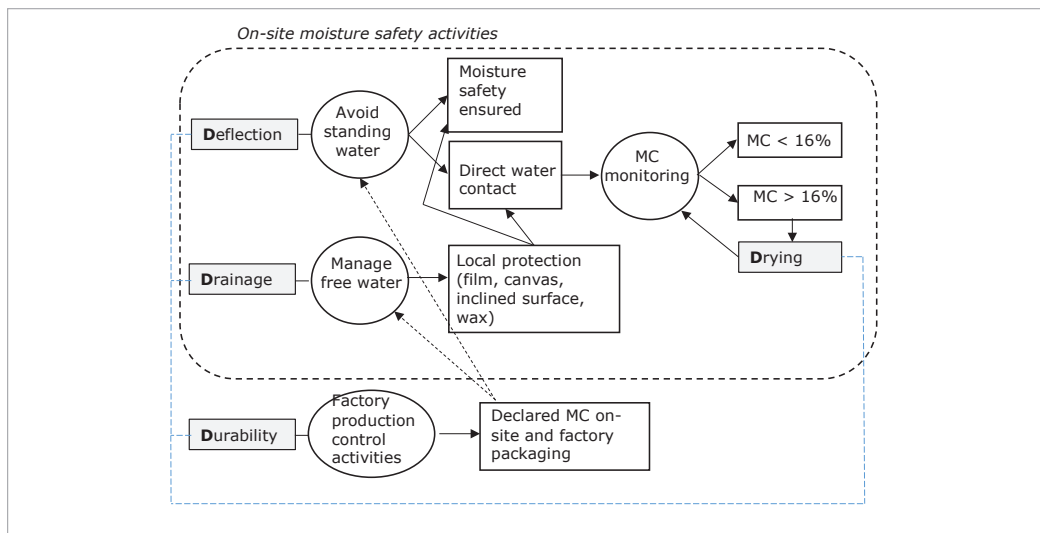 On-site moisture safety activities
Deflection
Avoid
standing
water
Moisture
safety
ensured
Direct water
contact
MC
monitoring
MC < 16%
MC > 16%
Drying
Drainage
Manage
free water
Local protection
(film, canvas,
inclined surface,
wax)
Durability
Factory
production
control
activities
Declared MC on-
site and factory
packaging